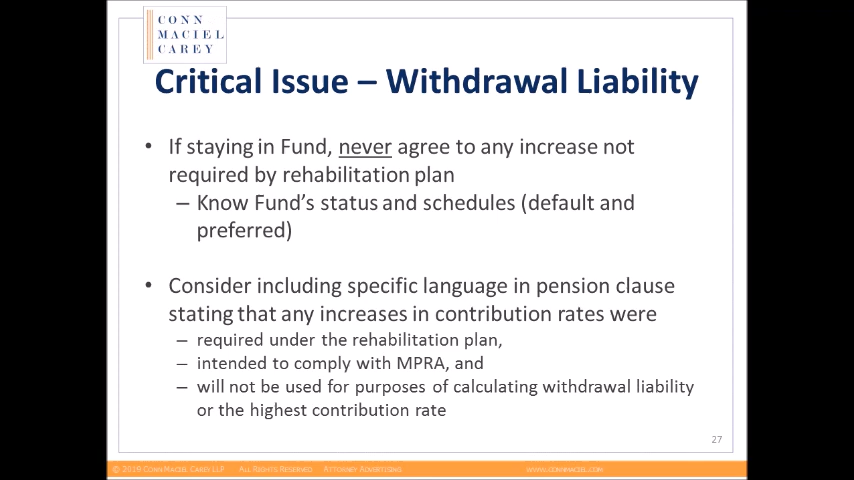 CONN
MACIEL
CAREY
Critical Issue – Withdrawal Liability
• If staying in Fund, never agree to any increase not
required by rehabilitation plan
– Know Fund's status and schedules (default and
preferred)
• Consider including specific language in pension clause
stating that any increases in contribution rates were
– required under the rehabilitation plan,
– intended to comply with MPRA, and
– will not be used for purposes of calculating withdrawal liability
or the highest contribution rate
27
© 2019 CONN MACIEL CAREY LLP ALL RIGHTS RESERVED ATTORNEY ADVERTISING WWW.CONNMACIEL.COM